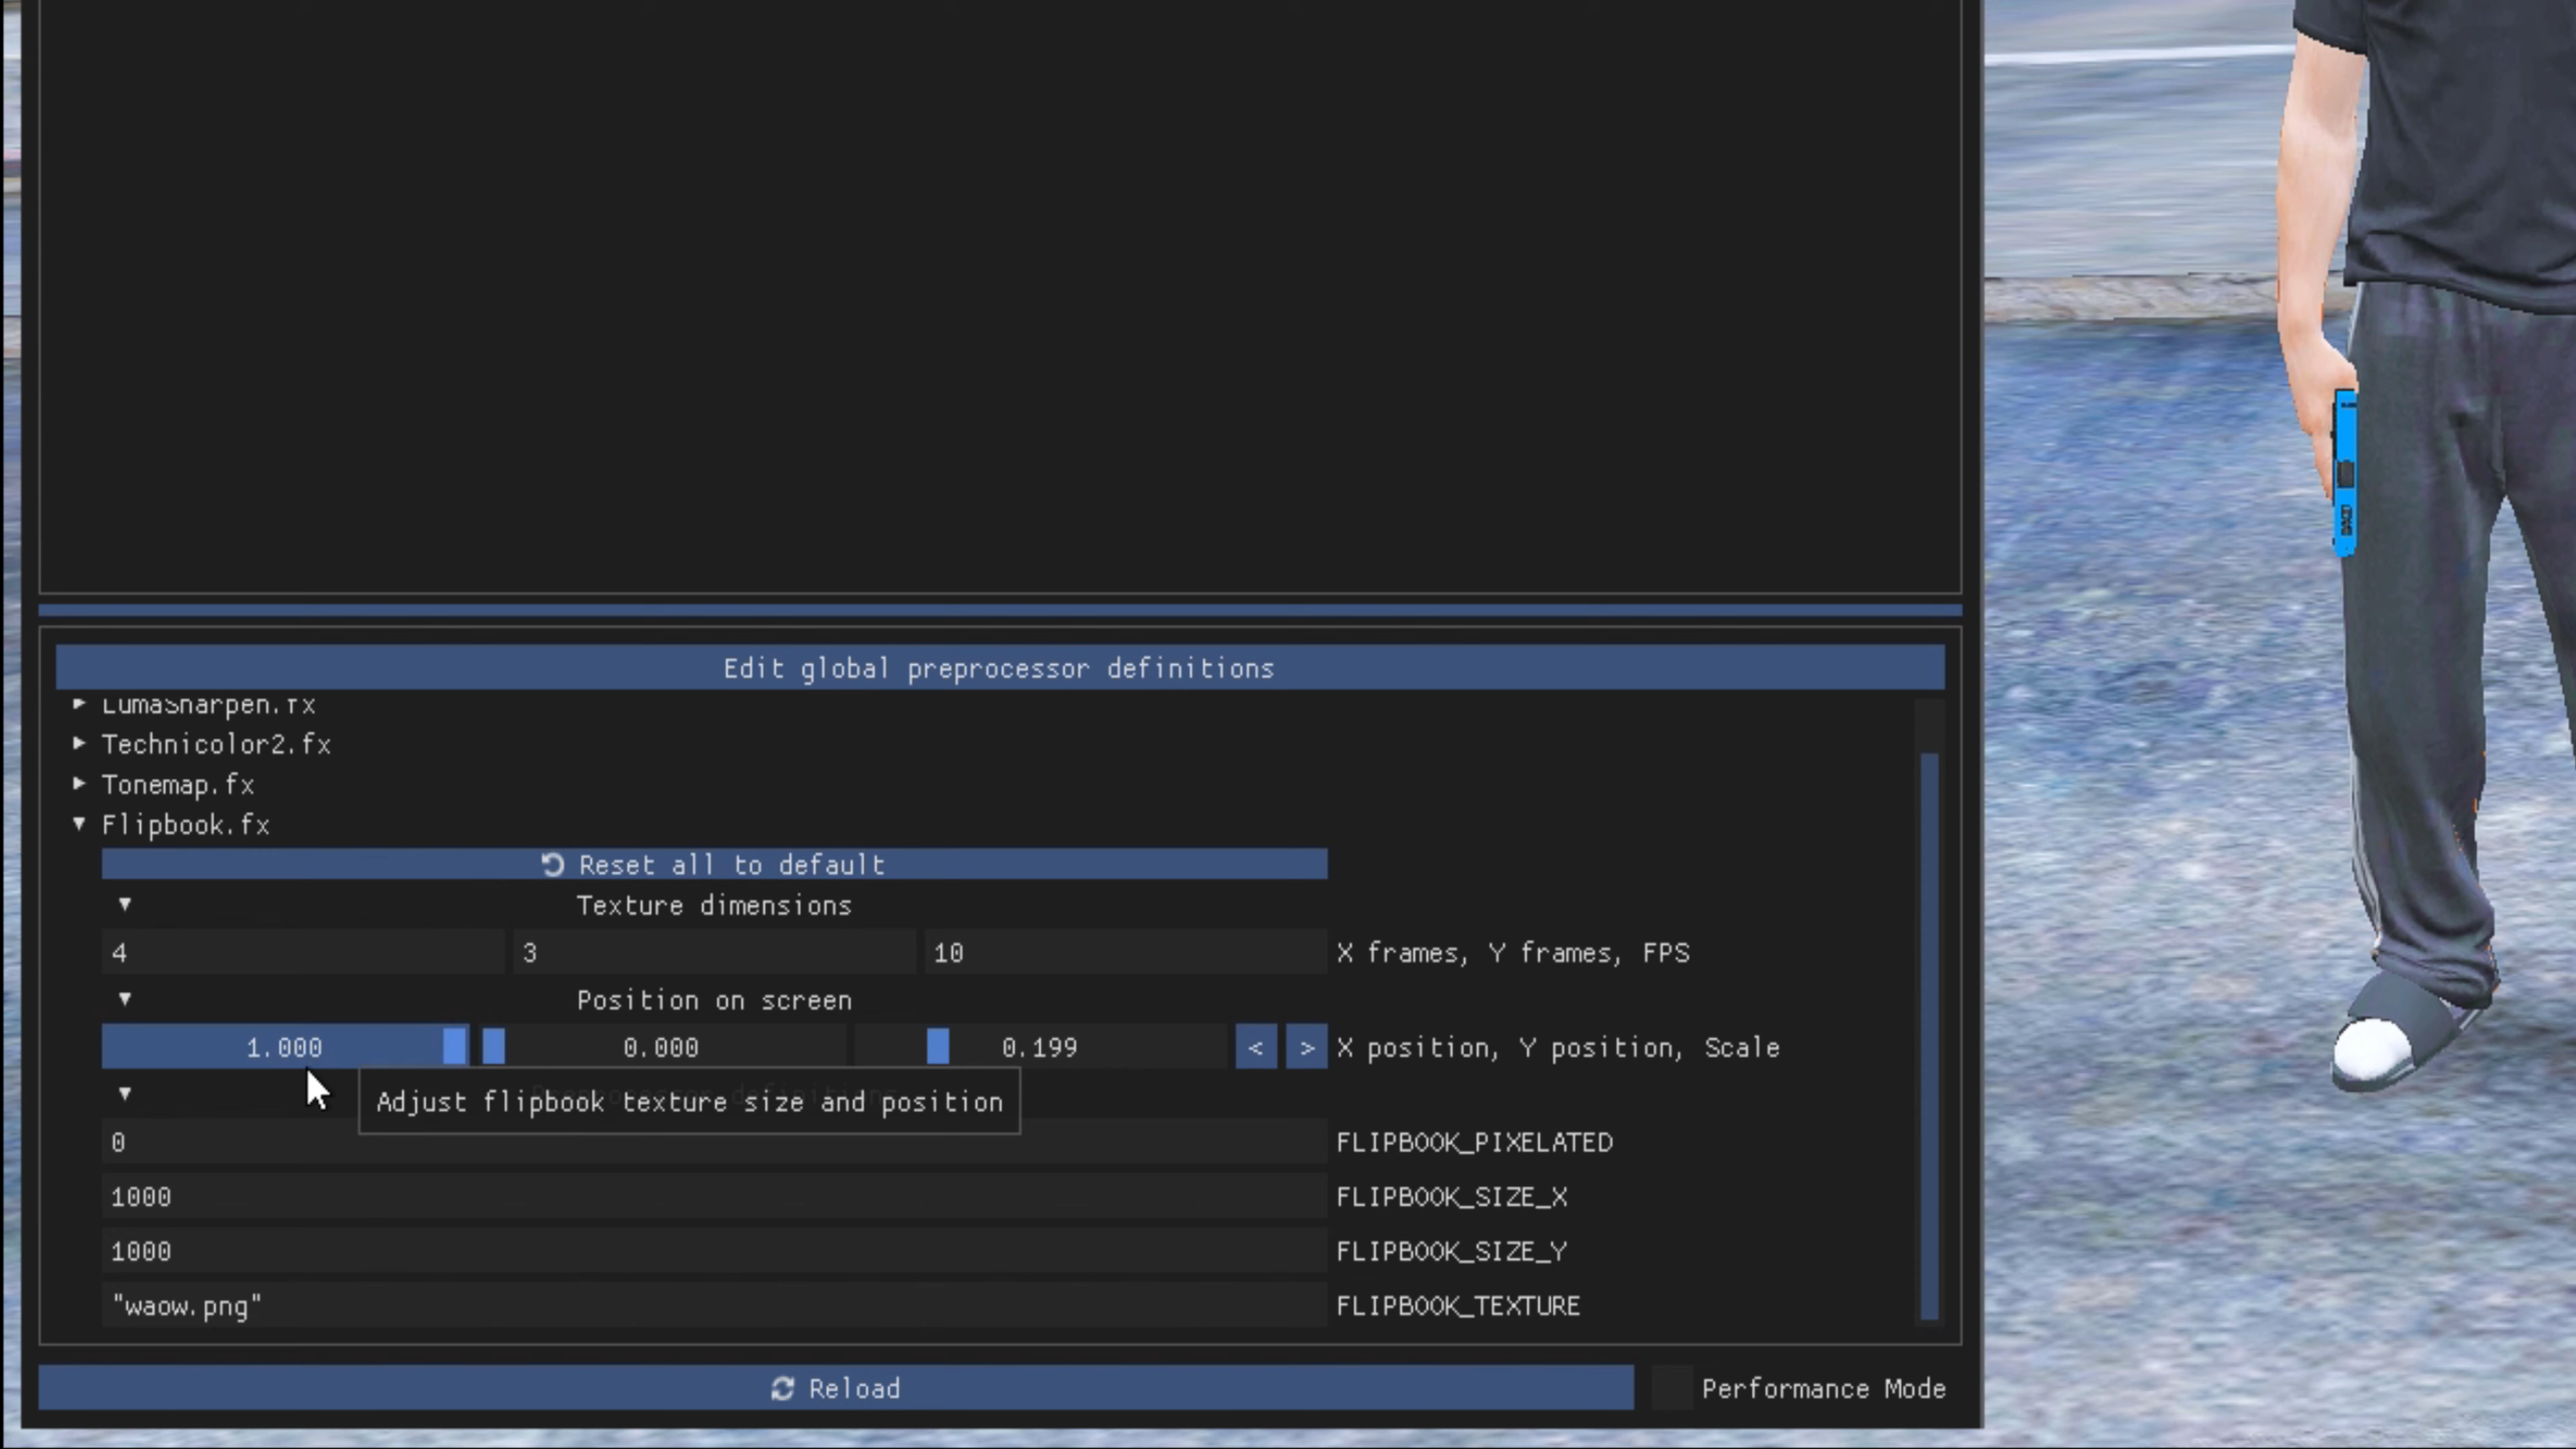 Edit global preprocessor definitions
LumaSharpen.fx
Technicolor2.fx
Tonemap.fx
Flipbook.fx
Reset all to default
Texture dimensions
4 3 10 X frames, Y frames, FPS
Position on screen
1.000 0.000 0.199 < > X position, Y position, Scale
Adjust flipbook texture size and position
0 FLIPBOOK_PIXELATED
1000 FLIPBOOK_SIZE_X
1000 FLIPBOOK_SIZE_Y
"waow.png" FLIPBOOK_TEXTURE
Reload Performance Mode